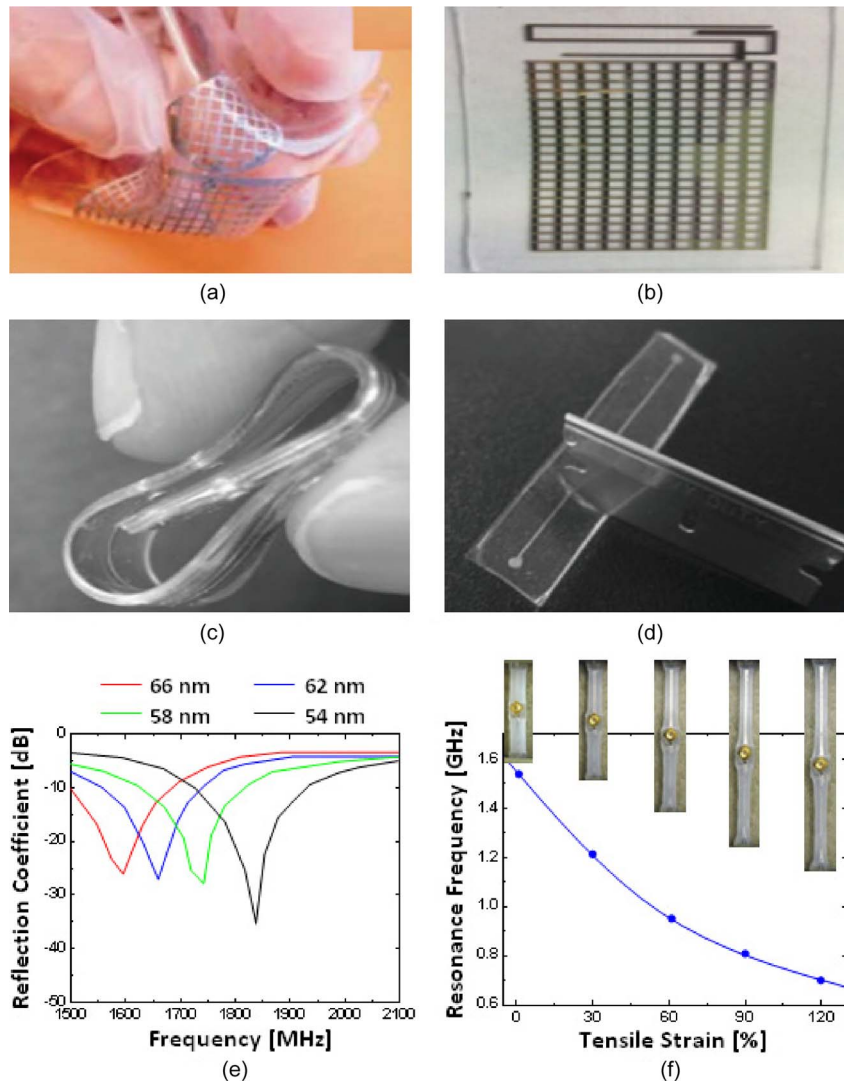 (a)
(b)
(c)
(d)
66 nm
62 nm
58 nm
54 nm
Reflection Coefficient [dB]
0
-10
-20
-30
-40
-50
1500
1600
1700
1800
1900
2000
2100
Frequency [MHz]
(e)
Resonance Frequency [GHz]
1.6
1.4
1.2
1.0
0.8
0.6
0
30
60
90
120
Tensile Strain [%]
(f)